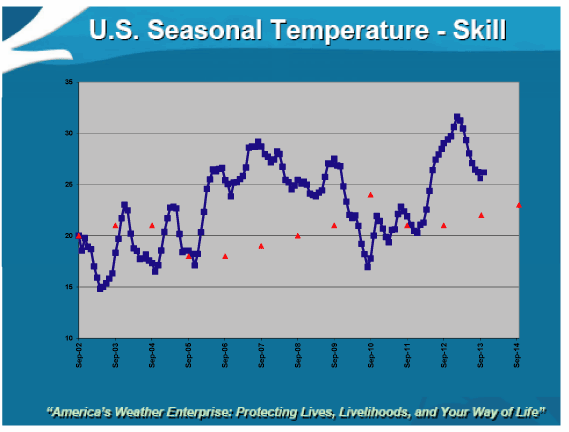 U.S. Seasonal Temperature - Skill
35
30
25
20
15
10
Sep-02
Sep-03
Sep-04
Sep-05
Sep-06
Sep-07
Sep-08
Sep-09
Sep-10
Sep-11
Sep-12
Sep-13
Sep-14
“America’s Weather Enterprise: Protecting Lives, Livelihoods, and Your Way of Life”